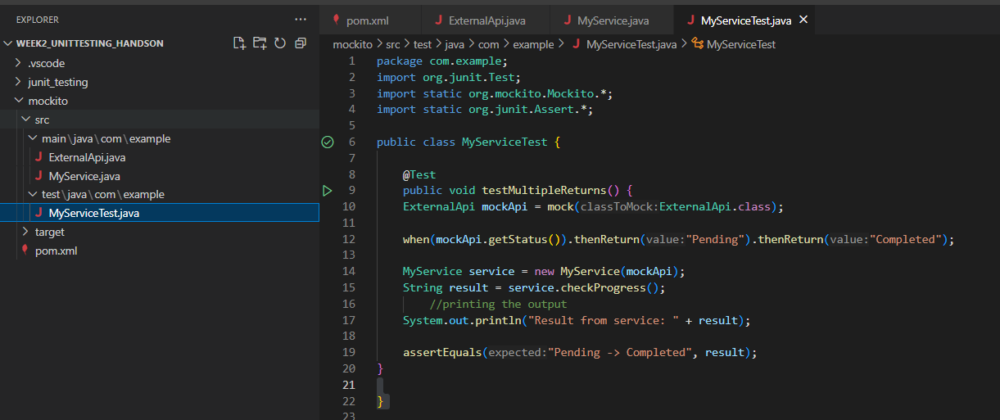 EXPLORER
WEEK2_UNITTESTING_HANDSON
.vscode
junit_testing
mockito
src
main\java\com\example
ExternalApi.java
MyService.java
test\java\com\example
MyServiceTest.java
target
pom.xml
pom.xml ExternalApi.java MyService.java MyServiceTest.java
mockito > src > test > java > com > example > MyServiceTest.java > MyServiceTest
1 package com.example;
2 import org.junit.Test;
3 import static org.mockito.Mockito.*;
4 import static org.junit.Assert.*;
5
6 public class MyServiceTest {
7
8 @Test
9 public void testMultipleReturns() {
10 ExternalApi mockApi = mock(classToMock:ExternalApi.class);
11
12 when(mockApi.getStatus()).thenReturn(value:"Pending").thenReturn(value:"Completed");
13
14 MyService service = new MyService(mockApi);
15 String result = service.checkProgress();
16 //printing the output
17 System.out.println("Result from service: " + result);
18
19 assertEquals(expected:"Pending -> Completed", result);
20 }
21
22 }
23